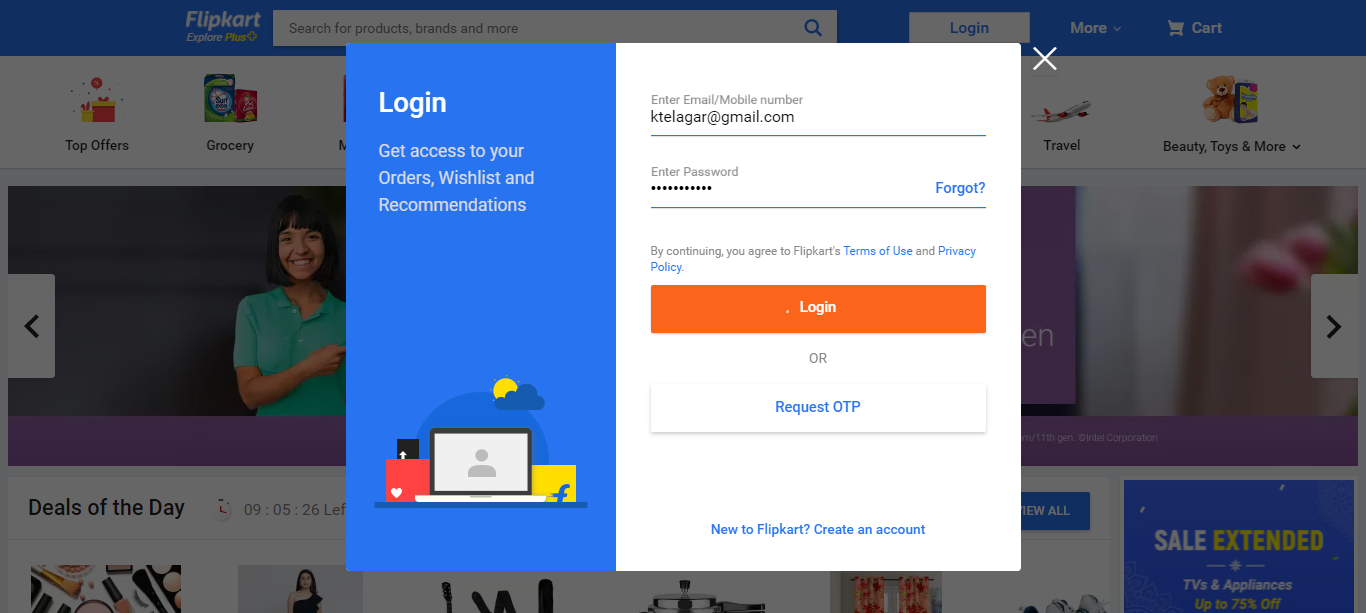 Flipkart
Explore Plus
Search for products, brands and more
Login
More
Cart
Top Offers
Grocery
Travel
Beauty, Toys & More
Login
Get access to your
Orders, Wishlist and
Recommendations
Enter Email/Mobile number
ktelagar@gmail.com
Enter Password
Forgot?
By continuing, you agree to Flipkart's Terms of Use and Privacy
Policy.
Login
OR
Request OTP
New to Flipkart? Create an account
en
11th gen. ©Intel Corporation
Deals of the Day
09 : 05 : 26 Lef
VIEW ALL
SALE EXTENDED
TVs & Appliances
Up to 75% Off